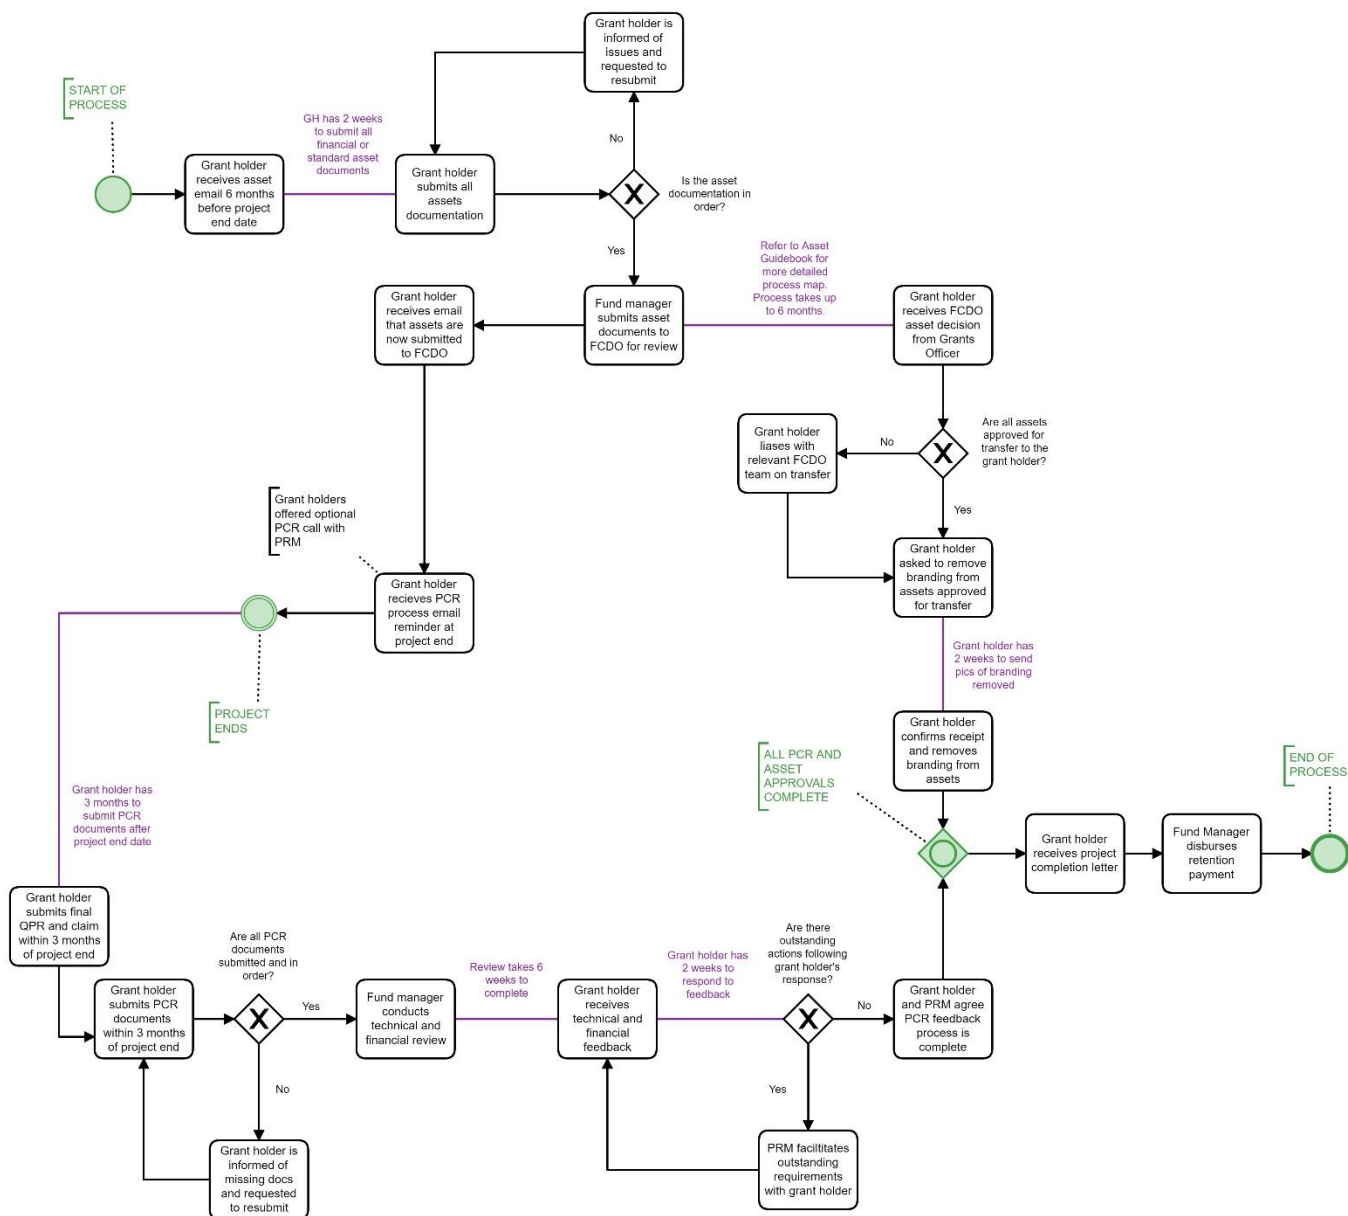 Grant holder is
informed of
issues and
requested to
resubmit
START OF
PROCESS
GH has 2 weeks
to submit all
financial or
standard asset
documents
No
Grant holder
receives asset
email 6 months
before project
end date
Grant holder
submits all
assets
documentation
X
Is the asset
documentation in
order?
Yes
Refer to Asset
Guidebook for
more detailed
process map.
Process takes up
to 6 months.
Grant holder
receives email
that assets are
now submitted
to FCDO
Fund manager
submits asset
documents to
FCDO for review
Grant holder
receives FCDO
asset decision
from Grants
Officer
Grant holder
liases with
relevant FCDO
team on transfer
No
X
Are all assets
approved for
transfer to the
grant holder?
Yes
Grant holders
offered optional
PCR call with
PRM
Grant holder
asked to remove
branding from
assets approved
for transfer
Grant holder
recieves PCR
process email
reminder at
project end
Grant holder has
2 weeks to send
pics of branding
removed
PROJECT
ENDS
Grant holder
confirms receipt
and removes
branding from
assets
ALL PCR AND
ASSET
APPROVALS
COMPLETE
END OF
PROCESS
Grant holder has
3 months to
submit PCR
documents after
project end date
Grant holder
receives project
completion letter
Fund Manager
disburses
retention
payment
Grant holder
submits final
QPR and claim
within 3 months
of project end
Are all PCR
documents
submitted and in
order?
Are there
outstanding
actions following
grant holder's
response?
Review takes 6
weeks to
complete
Grant holder has
2 weeks to
respond to
feedback
Grant holder
submits PCR
documents
within 3 months
of project end
X
Yes
Fund manager
conducts
technical and
financial review
Grant holder
receives
technical and
financial
feedback
X
No
Grant holder
and PRM agree
PCR feedback
process is
complete
No
Yes
Grant holder is
informed of
missing docs
and requested
to resubmit
PRM faciltitates
outstanding
requirements
with grant holder